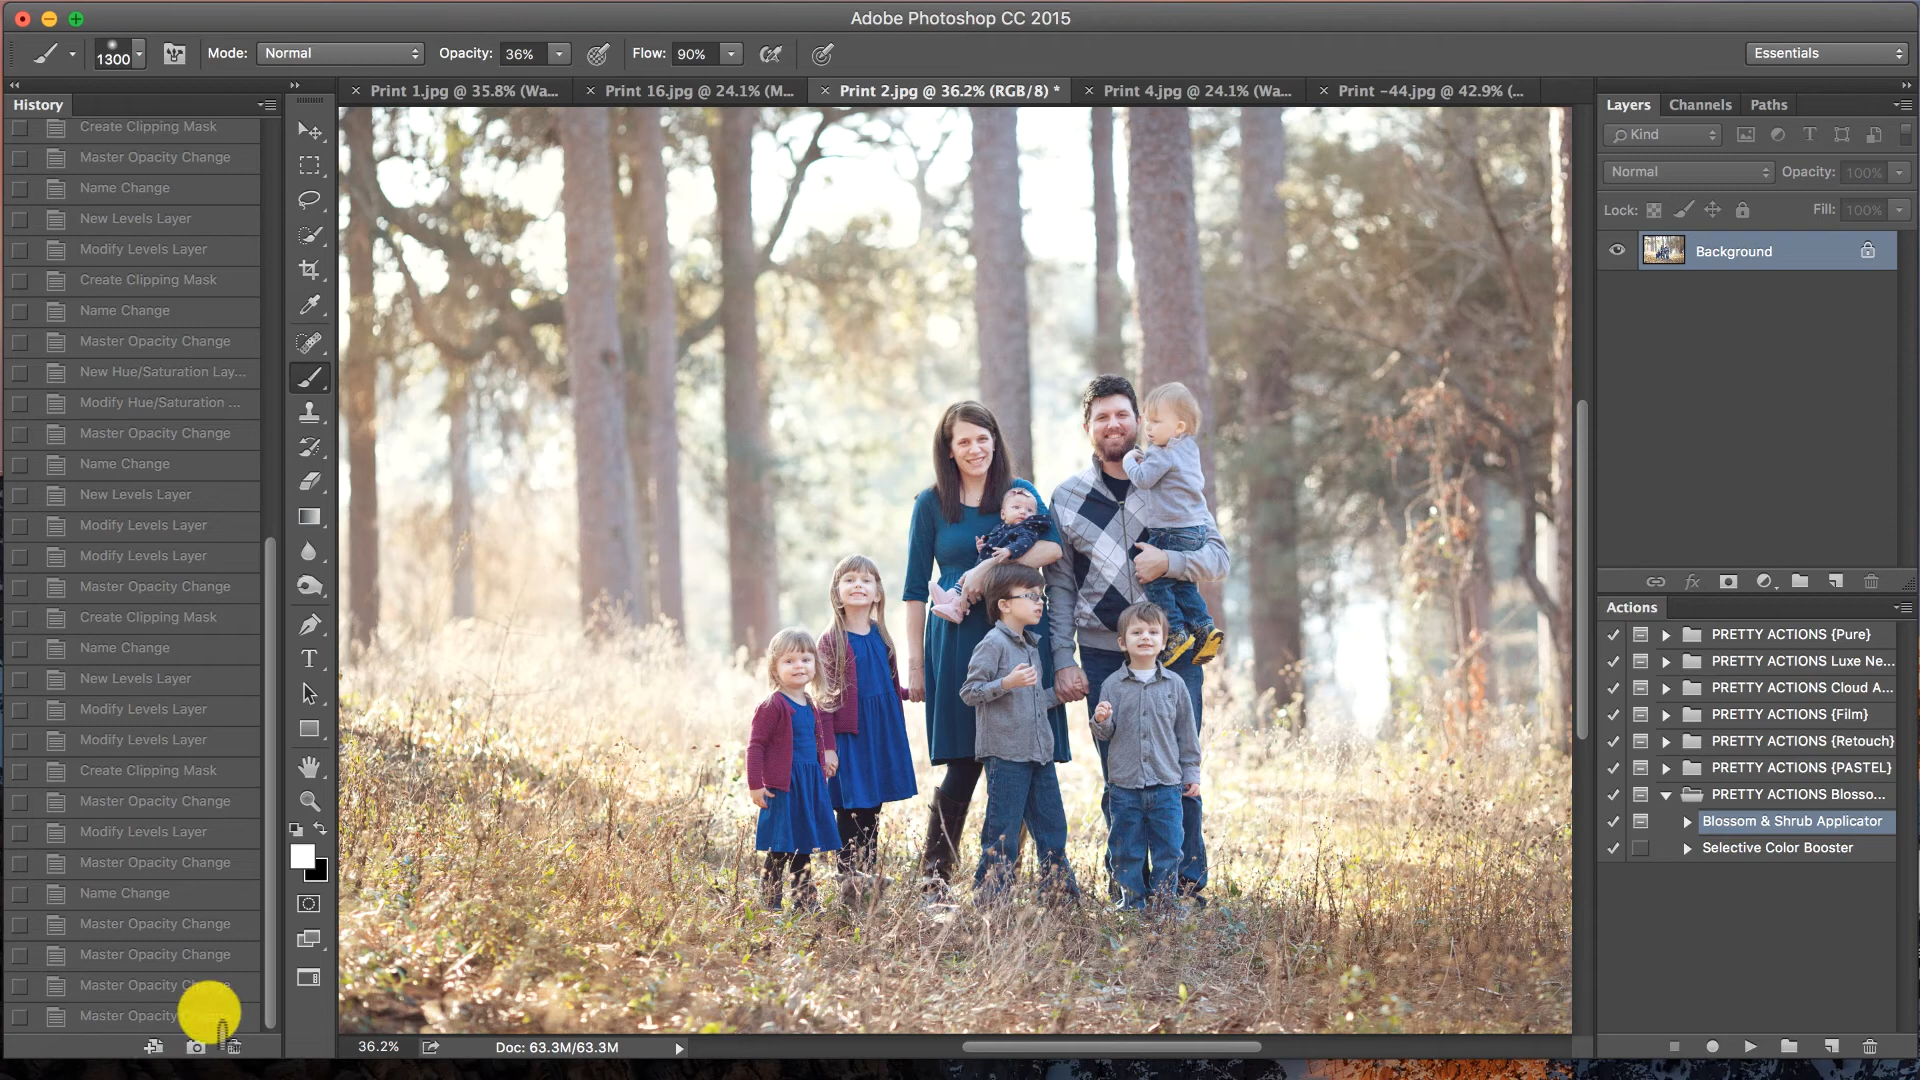 Adobe Photoshop CC 2015
1300 Mode: Normal Opacity: 36% Flow: 90% Essentials
History
Print 1.jpg @ 35.8% (Wa... Print 16.jpg @ 24.1% (M... Print 2.jpg @ 36.2% (RGB/8) * Print 4.jpg @ 24.1% (Wa... Print -44.jpg @ 42.9% (...
Create Clipping Mask
Master Opacity Change
Name Change
New Levels Layer
Modify Levels Layer
Create Clipping Mask
Name Change
Master Opacity Change
New Hue/Saturation Lay...
Modify Hue/Saturation ...
Master Opacity Change
Name Change
New Levels Layer
Modify Levels Layer
Modify Levels Layer
Master Opacity Change
Create Clipping Mask
Name Change
New Levels Layer
Modify Levels Layer
Modify Levels Layer
Create Clipping Mask
Master Opacity Change
Modify Levels Layer
Master Opacity Change
Name Change
Master Opacity Change
Master Opacity Change
Master Opacity Change
Master Opacity
36.2% Doc: 63.3M/63.3M
Layers Channels Paths
Kind
Normal Opacity: 100%
Lock: Fill: 100%
Background
Actions
PRETTY ACTIONS {Pure}
PRETTY ACTIONS Luxe Ne...
PRETTY ACTIONS Cloud A...
PRETTY ACTIONS {Film}
PRETTY ACTIONS {Retouch}
PRETTY ACTIONS {PASTEL}
PRETTY ACTIONS Blosso...
Blossom & Shrub Applicator
Selective Color Booster